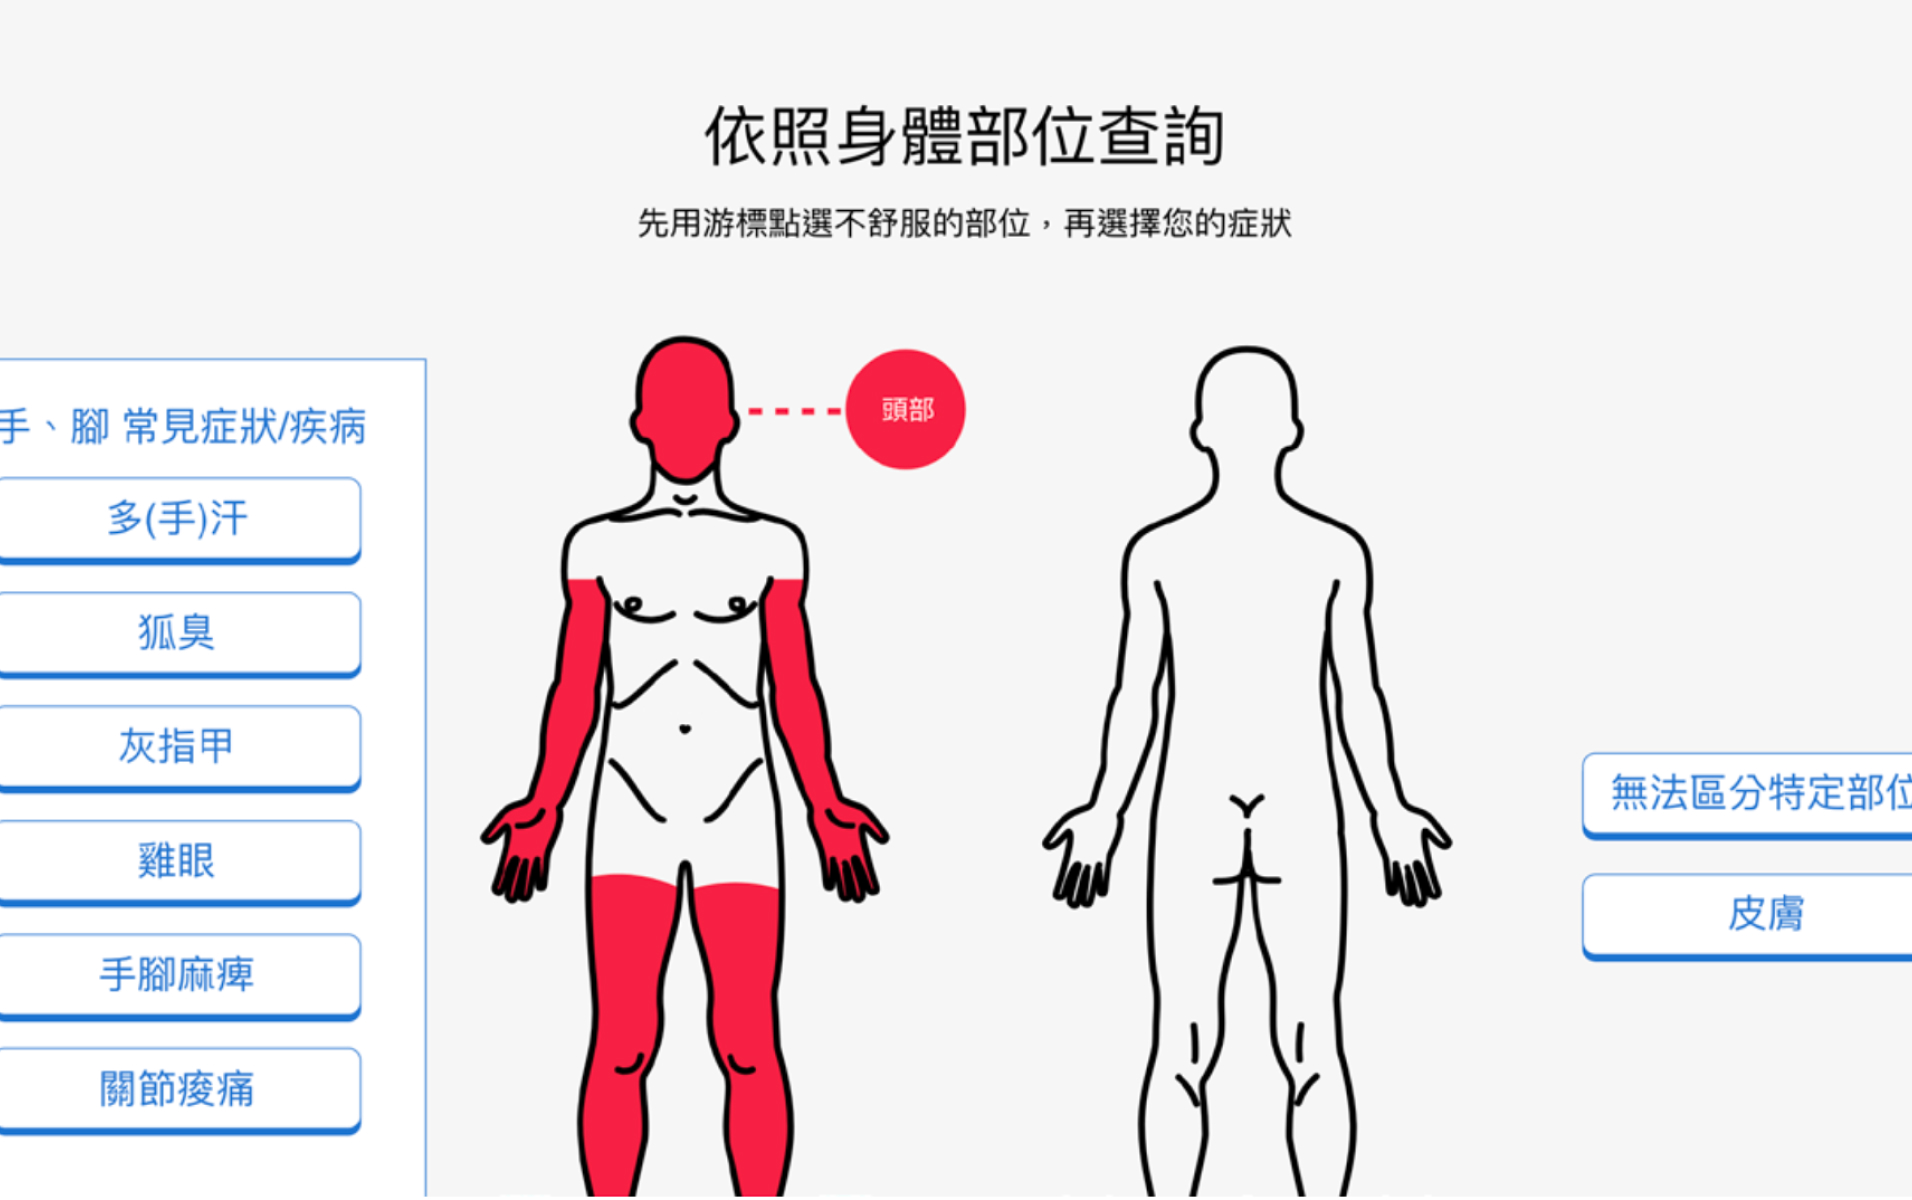 依照身體部位查詢
先用游標點選不舒服的部位，再選擇您的症狀
頭部
手、腳 常見症狀/疾病
多(手)汗
狐臭
灰指甲
雞眼
手腳麻痺
關節痠痛
無法區分特定部位
皮膚